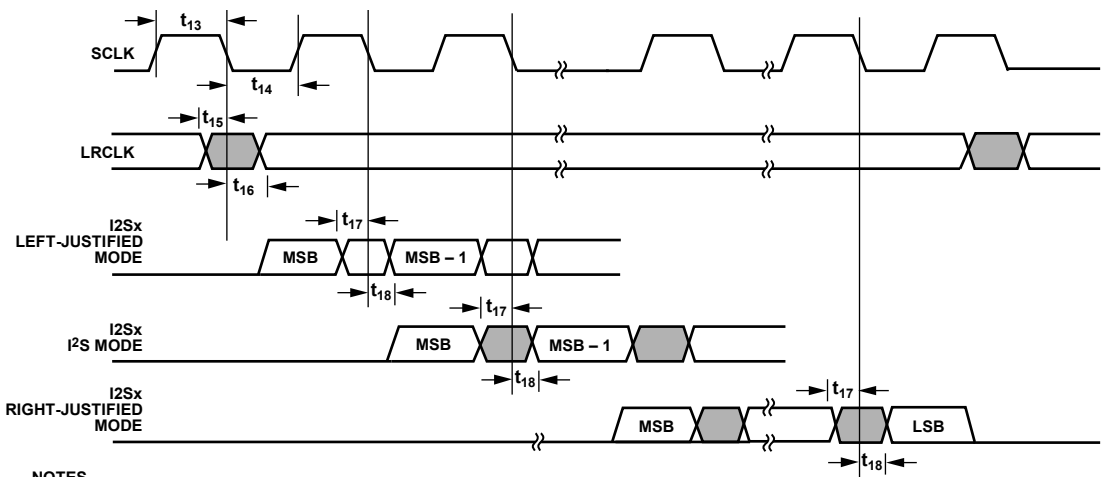 SCLK
t13
t14
LRCLK
t15
t16
I2Sx
LEFT-JUSTIFIED
MODE
MSB
MSB – 1
t17
t18
I2Sx
I2S MODE
MSB
MSB – 1
t17
t18
I2Sx
RIGHT-JUSTIFIED
MODE
MSB
LSB
t17
t18
NOTES